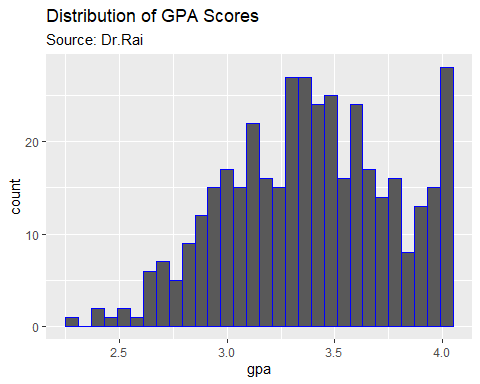 Distribution of GPA Scores
Source: Dr.Rai
count
20
10
0
2.5 3.0 3.5 4.0
gpa